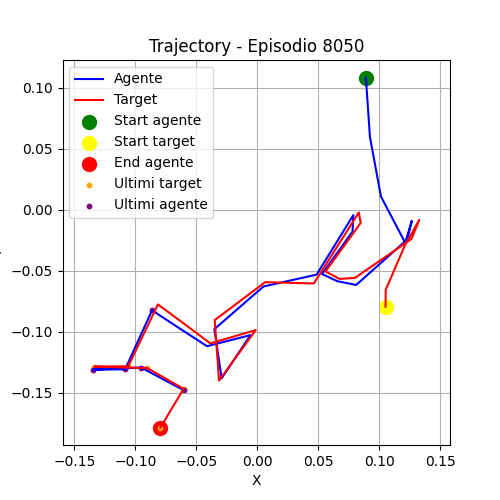 Trajectory - Episodio 8050
Agente
Target
Start agente
Start target
End agente
Ultimi target
Ultimi agente
0.10
0.05
0.00
−0.05
−0.10
−0.15
−0.15
−0.10
−0.05
0.00
0.05
0.10
0.15
X